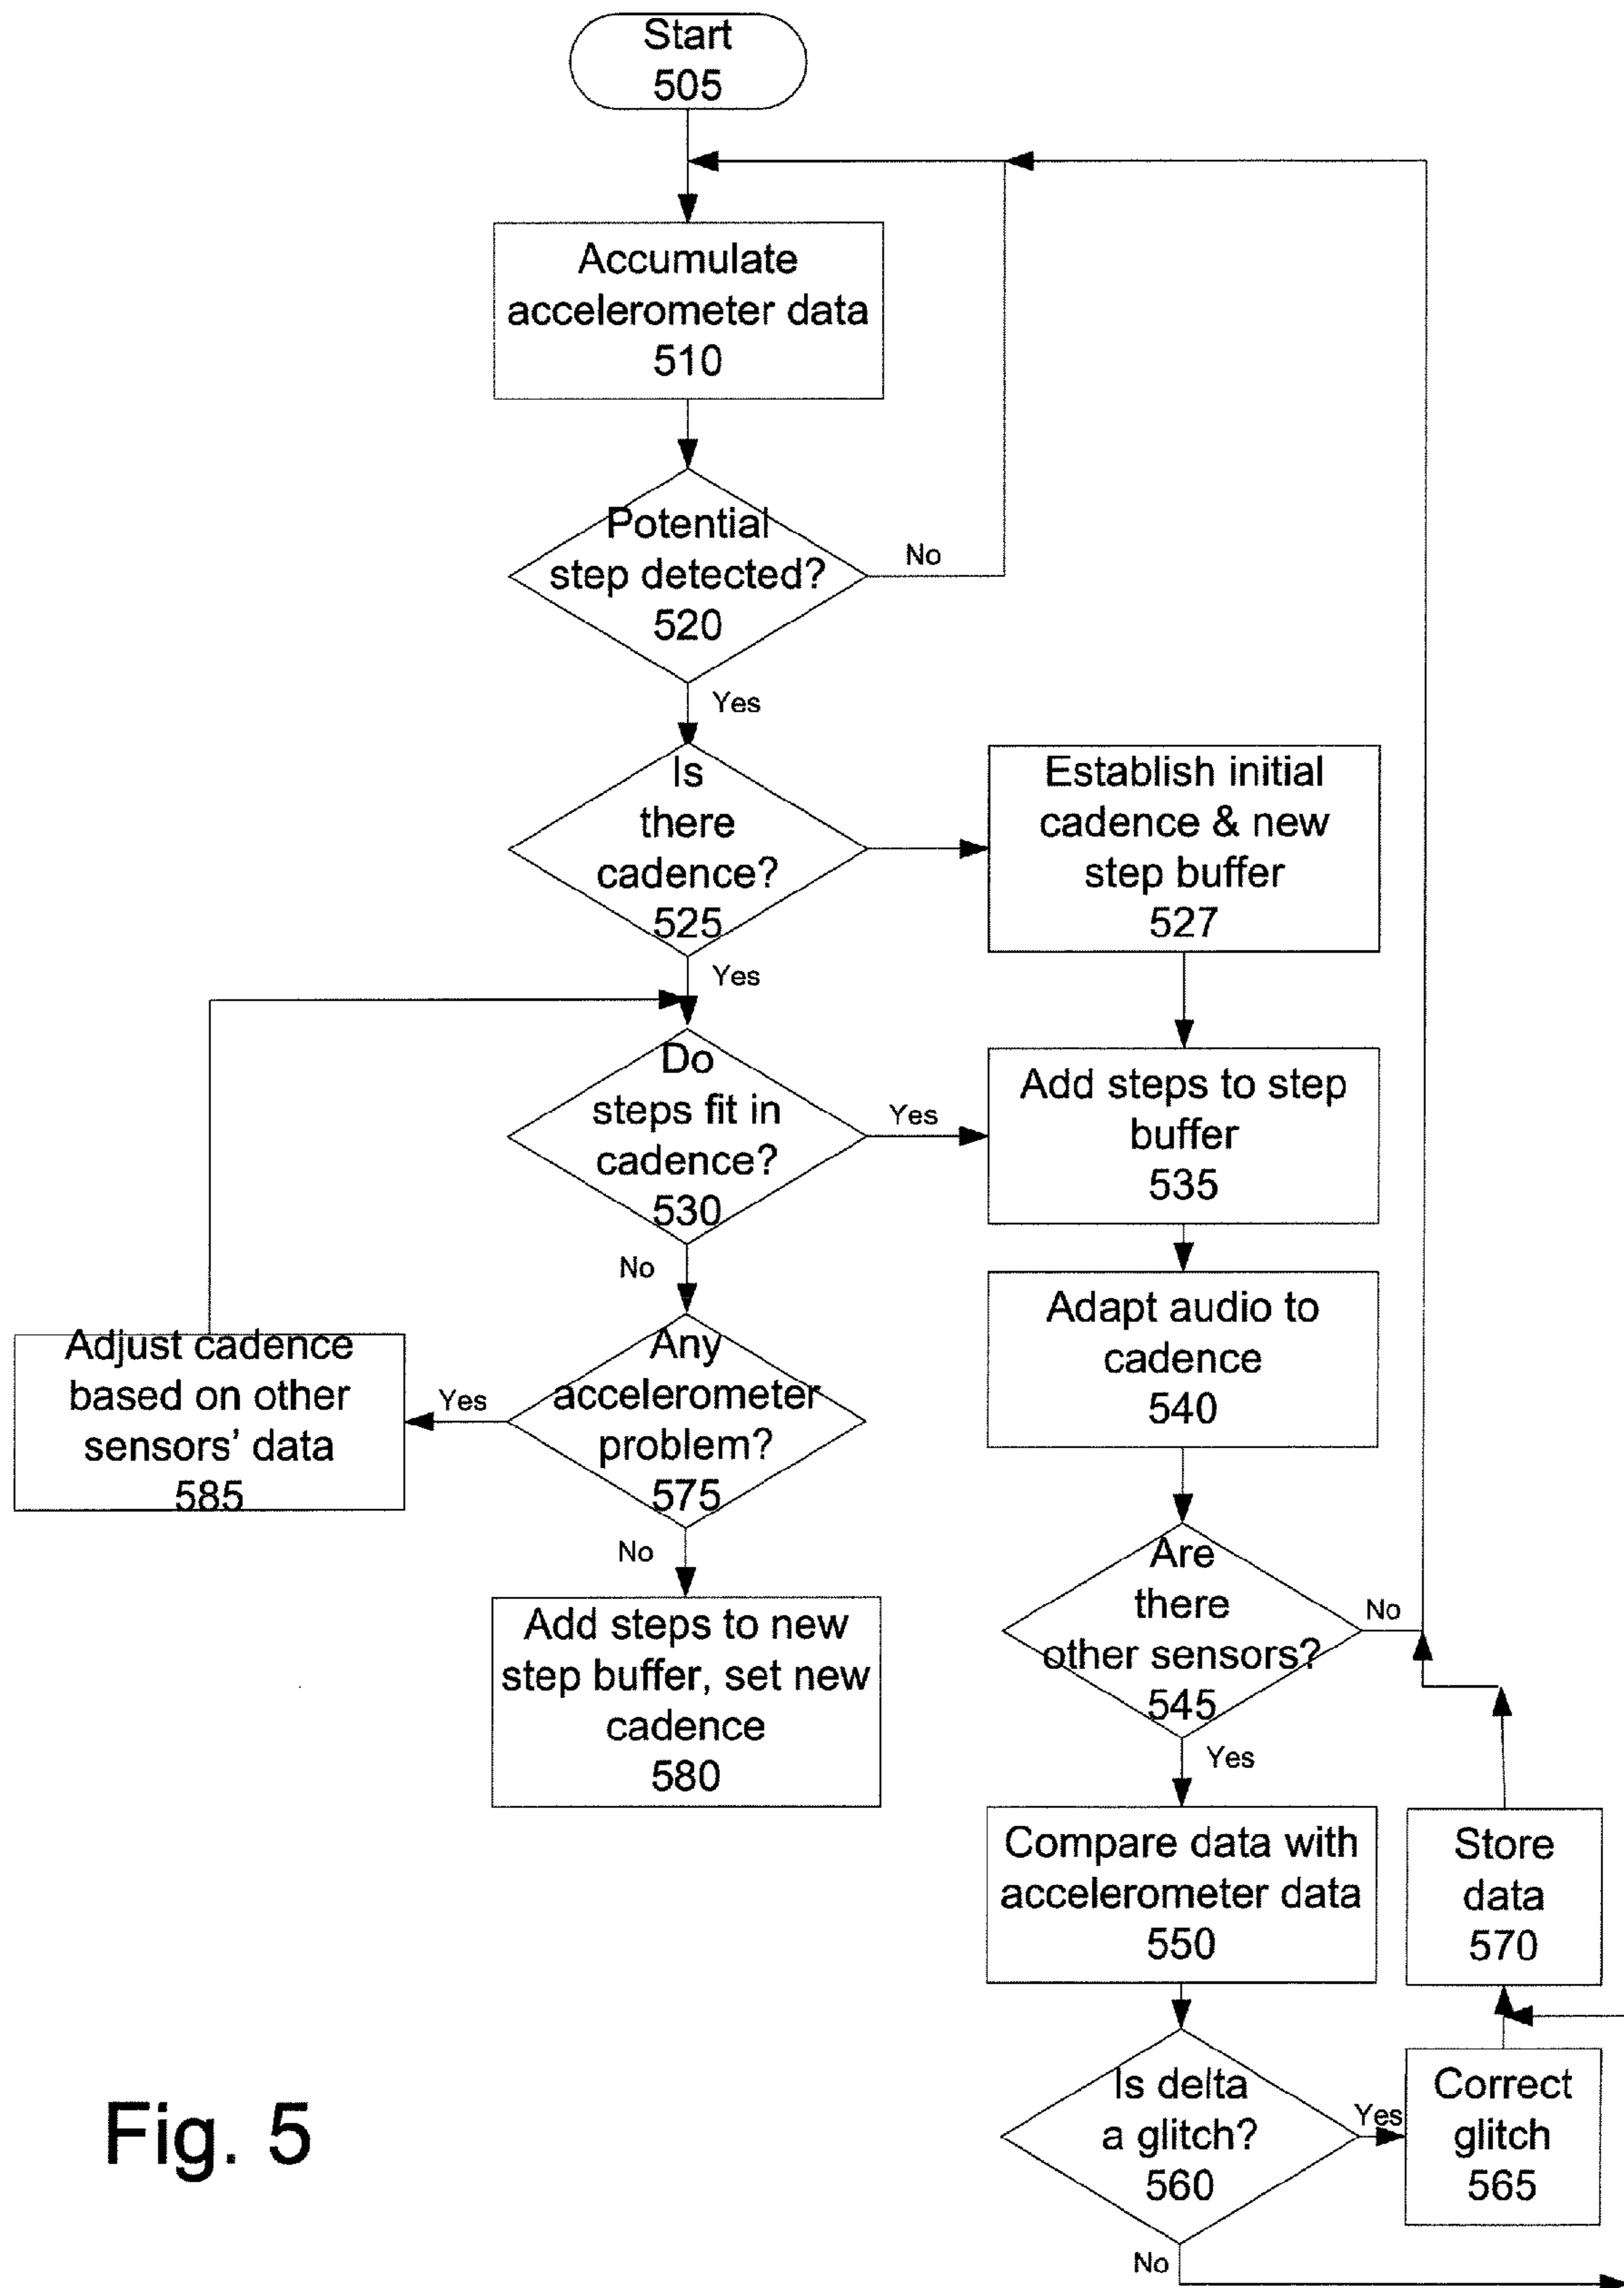 Start
505
Accumulate
accelerometer data
510
Potential
step detected?
520
No
Yes
Is
there
cadence?
525
Establish initial
cadence & new
step buffer
527
Yes
Do
steps fit in
cadence?
530
Yes
Add steps to step
buffer
535
No
Adapt audio to
cadence
540
Any
accelerometer
problem?
575
Yes
Adjust cadence
based on other
sensors’ data
585
No
Add steps to new
step buffer, set new
cadence
580
Are
there
other sensors?
545
No
Yes
Compare data with
accelerometer data
550
Store
data
570
Is delta
a glitch?
560
Yes
Correct
glitch
565
No
Fig. 5